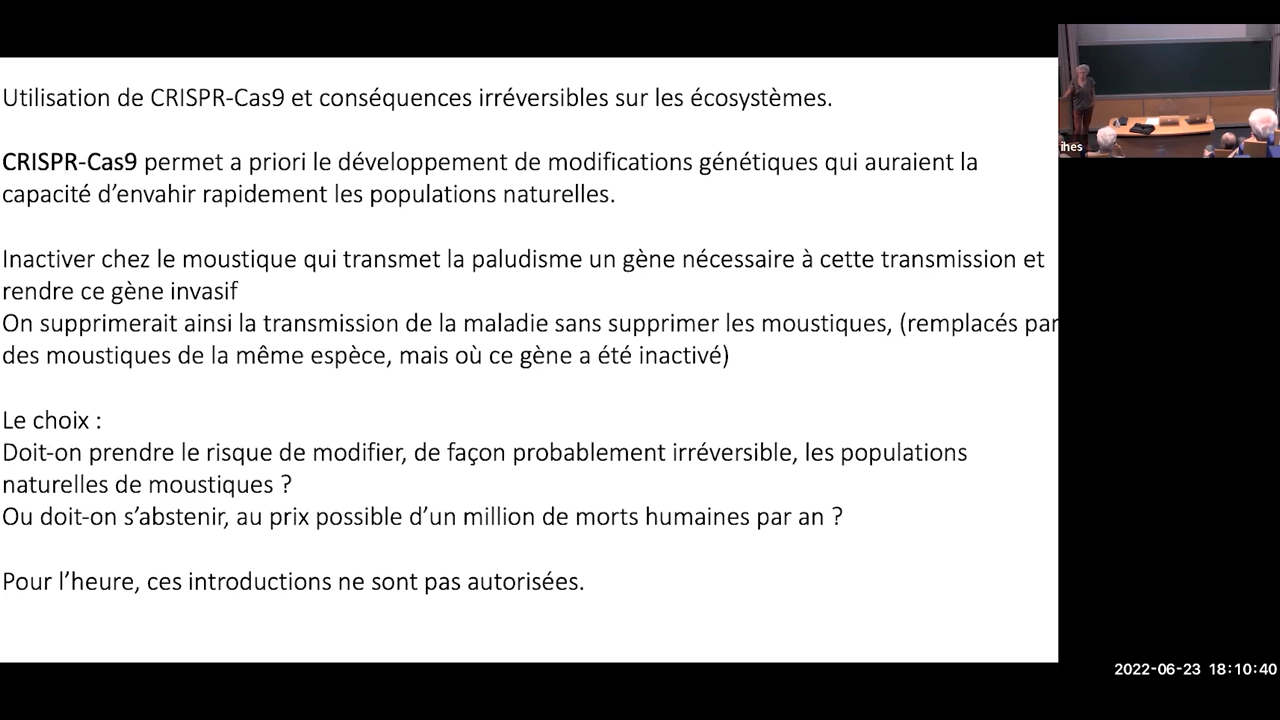 Utilisation de CRISPR-Cas9 et conséquences irréversibles sur les écosystèmes.
CRISPR-Cas9 permet a priori le développement de modifications génétiques qui auraient la
capacité d’envahir rapidement les populations naturelles.
Inactiver chez le moustique qui transmet la paludisme un gène nécessaire à cette transmission et
rendre ce gène invasif
On supprimerait ainsi la transmission de la maladie sans supprimer les moustiques, (remplacés par
des moustiques de la même espèce, mais où ce gène a été inactivé)
Le choix :
Doit-on prendre le risque de modifier, de façon probablement irréversible, les populations
naturelles de moustiques ?
Ou doit-on s’abstenir, au prix possible d’un million de morts humaines par an ?
Pour l’heure, ces introductions ne sont pas autorisées.
ihes
2022-06-23 18:10:40